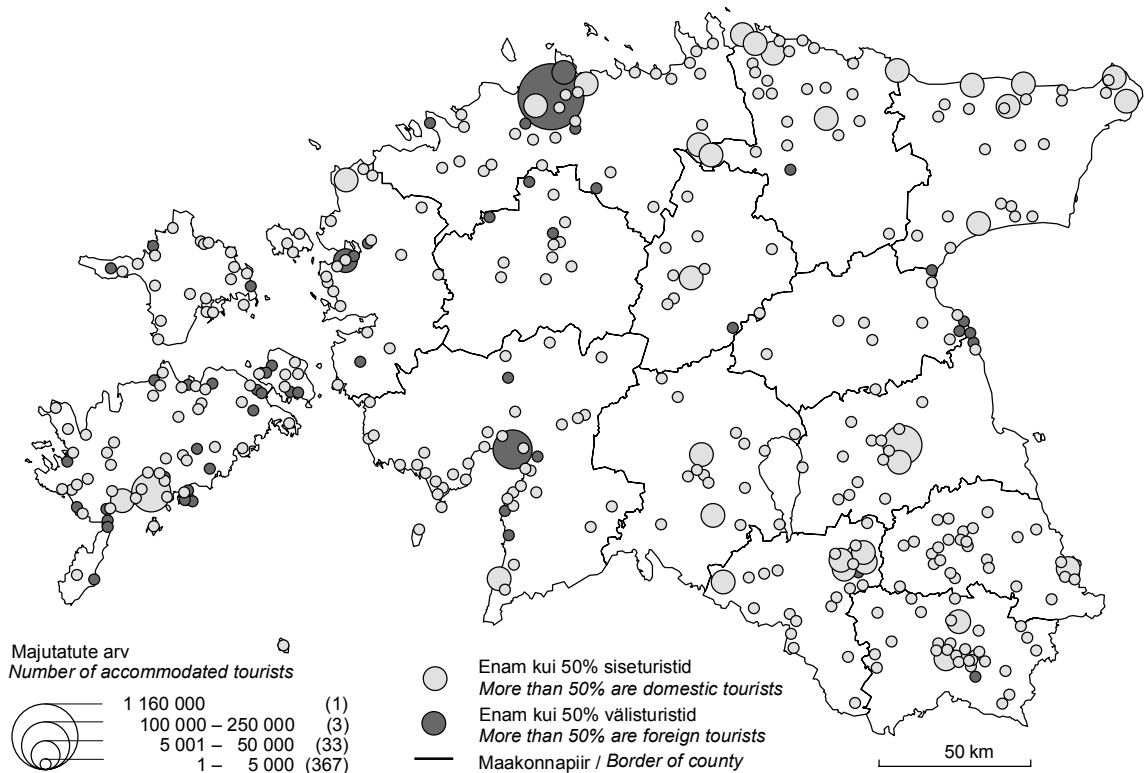 Majutatute arv
Number of accommodated tourists
1 160 000 (1)
100 000 – 250 000 (3)
5 001 – 50 000 (33)
1 – 5 000 (367)
Enam kui 50% siseturistid
More than 50% are domestic tourists
Enam kui 50% välisturistid
More than 50% are foreign tourists
Maakonnapiir / Border of county
50 km